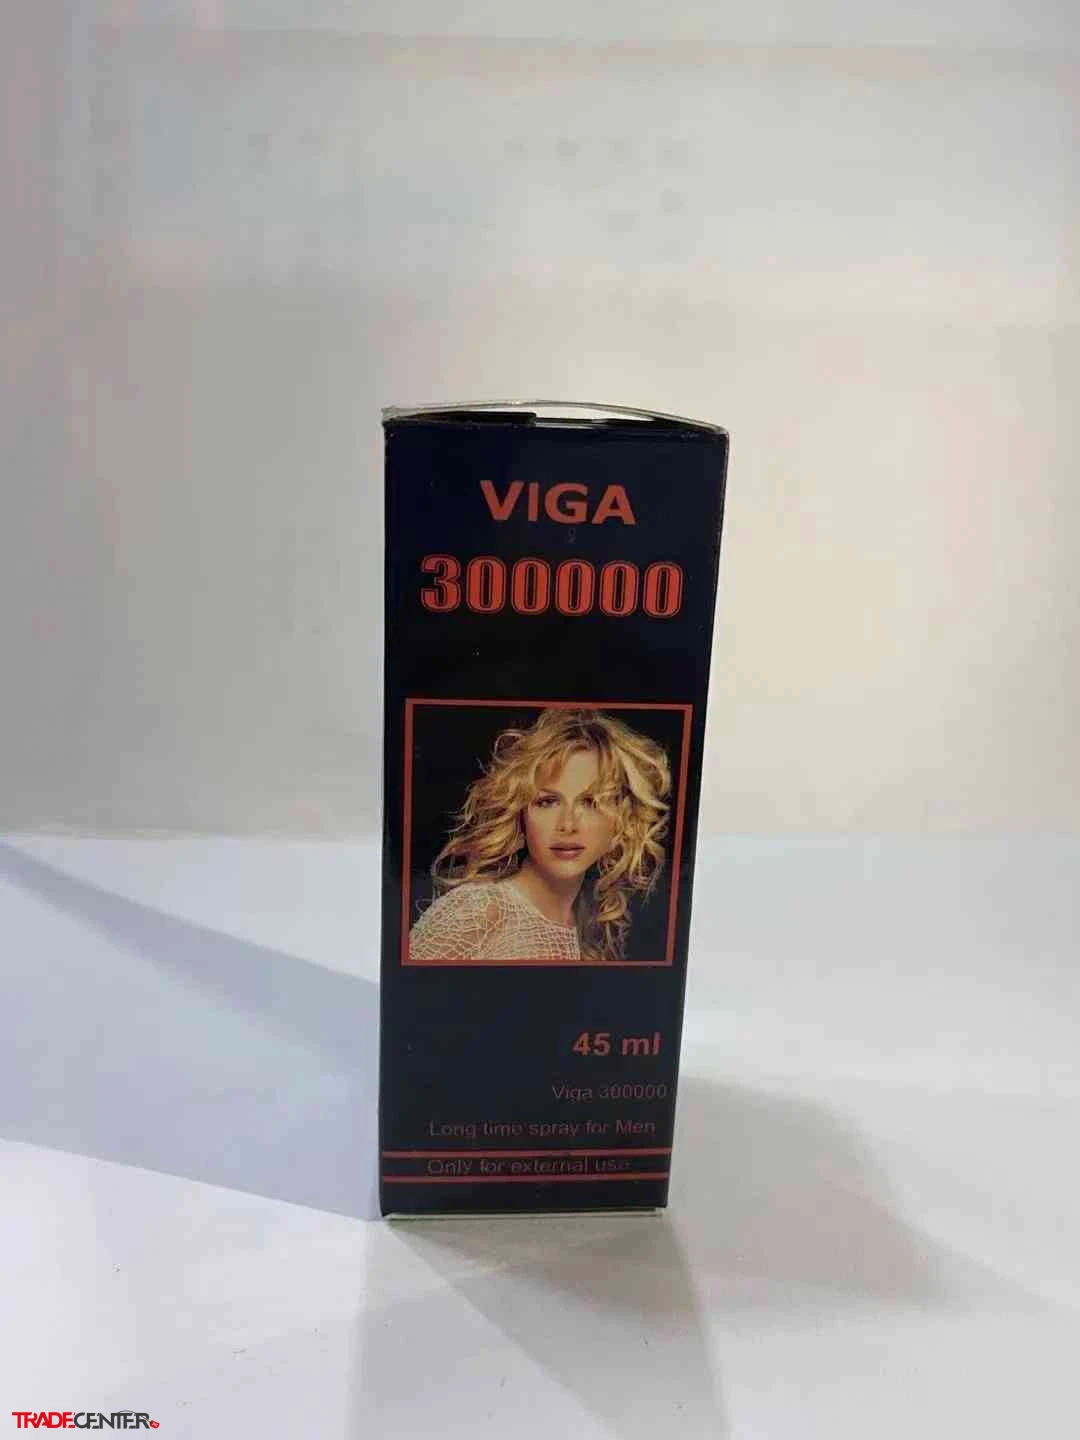 VIGA
300000
45 ml
Viga 300000
Long time spray for Men
Only for external use
TRADECENTER